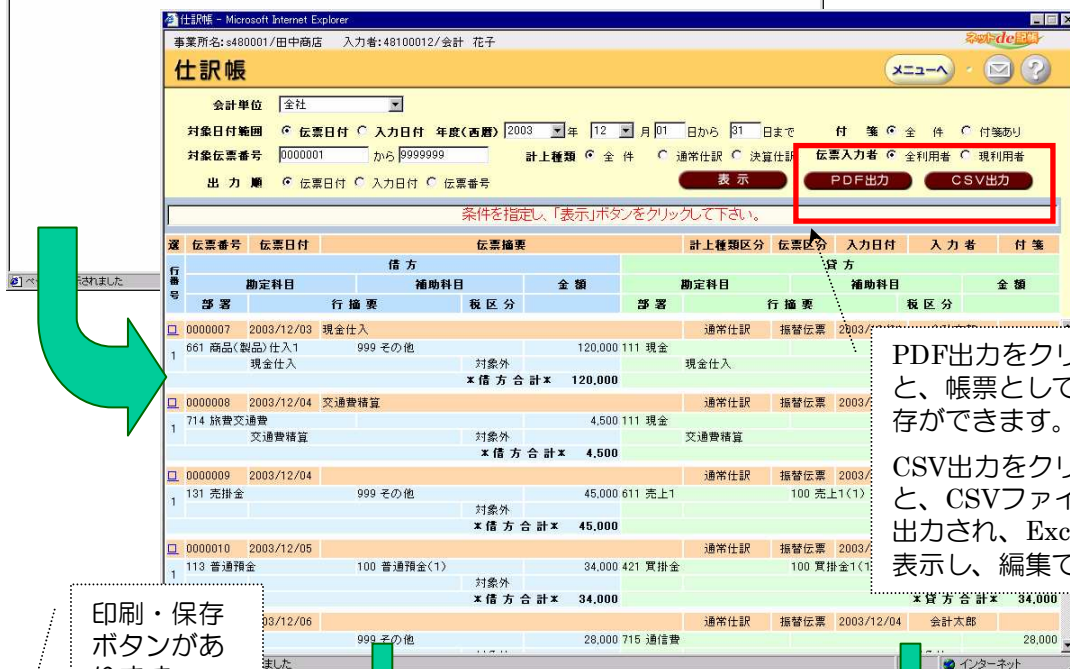 仕訳帳 - Microsoft Internet Explorer
事業所名:s480001/田中商店 入力者:48100012/会計 花子 ネットde記帳
仕訳帳 メニューへ ?
会計単位 全社
対象日付範囲 伝票日付 入力日付 年度(西暦) 2003 年 12 月 01 日から 31 日まで 付 箋 全 件 付箋あり
対象伝票番号 0000001 から 9999999 計上種類 全 件 通常仕訳 決算仕訳 伝票入力者 全利用者 現利用者
出 力 順 伝票日付 入力日付 伝票番号 表 示 PDF出力 CSV出力
条件を指定し、「表示」ボタンをクリックして下さい。
選 伝票番号 伝票日付 伝票摘要 計上種類区分 伝票区分 入力日付 入 力 者 付 箋
行番号 借 方 貸 方
勘定科目 補助科目 金 額 勘定科目 補助科目 金 額
部 署 行 摘 要 税 区 分 部 署 行 摘 要 税 区 分
0000007 2003/12/03 現金仕入 通常仕訳 振替伝票
1 661 商品(製品)仕入1 999 その他 120,000 111 現金
現金仕入 対象外 現金仕入
*借 方 合 計* 120,000
0000008 2003/12/04 交通費精算 通常仕訳 振替伝票 2003/
1 714 旅費交通費 4,500 111 現金
交通費精算 対象外 交通費精算
*借 方 合 計* 4,500
0000009 2003/12/04 通常仕訳 振替伝票 2003/
1 131 売掛金 999 その他 45,000 611 売上1 100 売上1(1)
対象外
*借 方 合 計* 45,000
0000010 2003/12/05 通常仕訳 振替伝票 2003/
1 113 普通預金 100 普通預金(1) 34,000 421 買掛金 100 買掛金1(1
対象外
*借 方 合 計* 34,000 *貸 方 合 計* 34,000
03/12/06 通常仕訳 振替伝票 2003/12/04 会計太郎
999 その他 28,000 715 通信費 28,000
ました インターネット
されました
PDF出力をクリ
と、帳票として
存ができます。
CSV出力をクリ
と、CSVファイ
出力され、Exc
表示し、編集で
印刷・保存
ボタンがあ